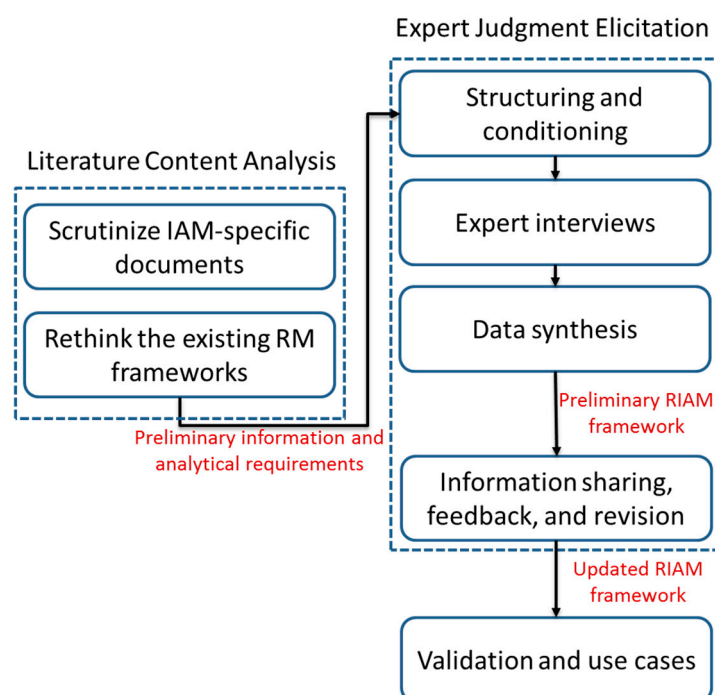 Expert Judgment Elicitation
Structuring and
conditioning
Literature Content Analysis
Scrutinize IAM-specific
documents
Expert interviews
Rethink the existing RM
frameworks
Data synthesis
Preliminary information and
analytical requirements
Preliminary RIAM
framework
Information sharing,
feedback, and revision
Updated RIAM
framework
Validation and use cases